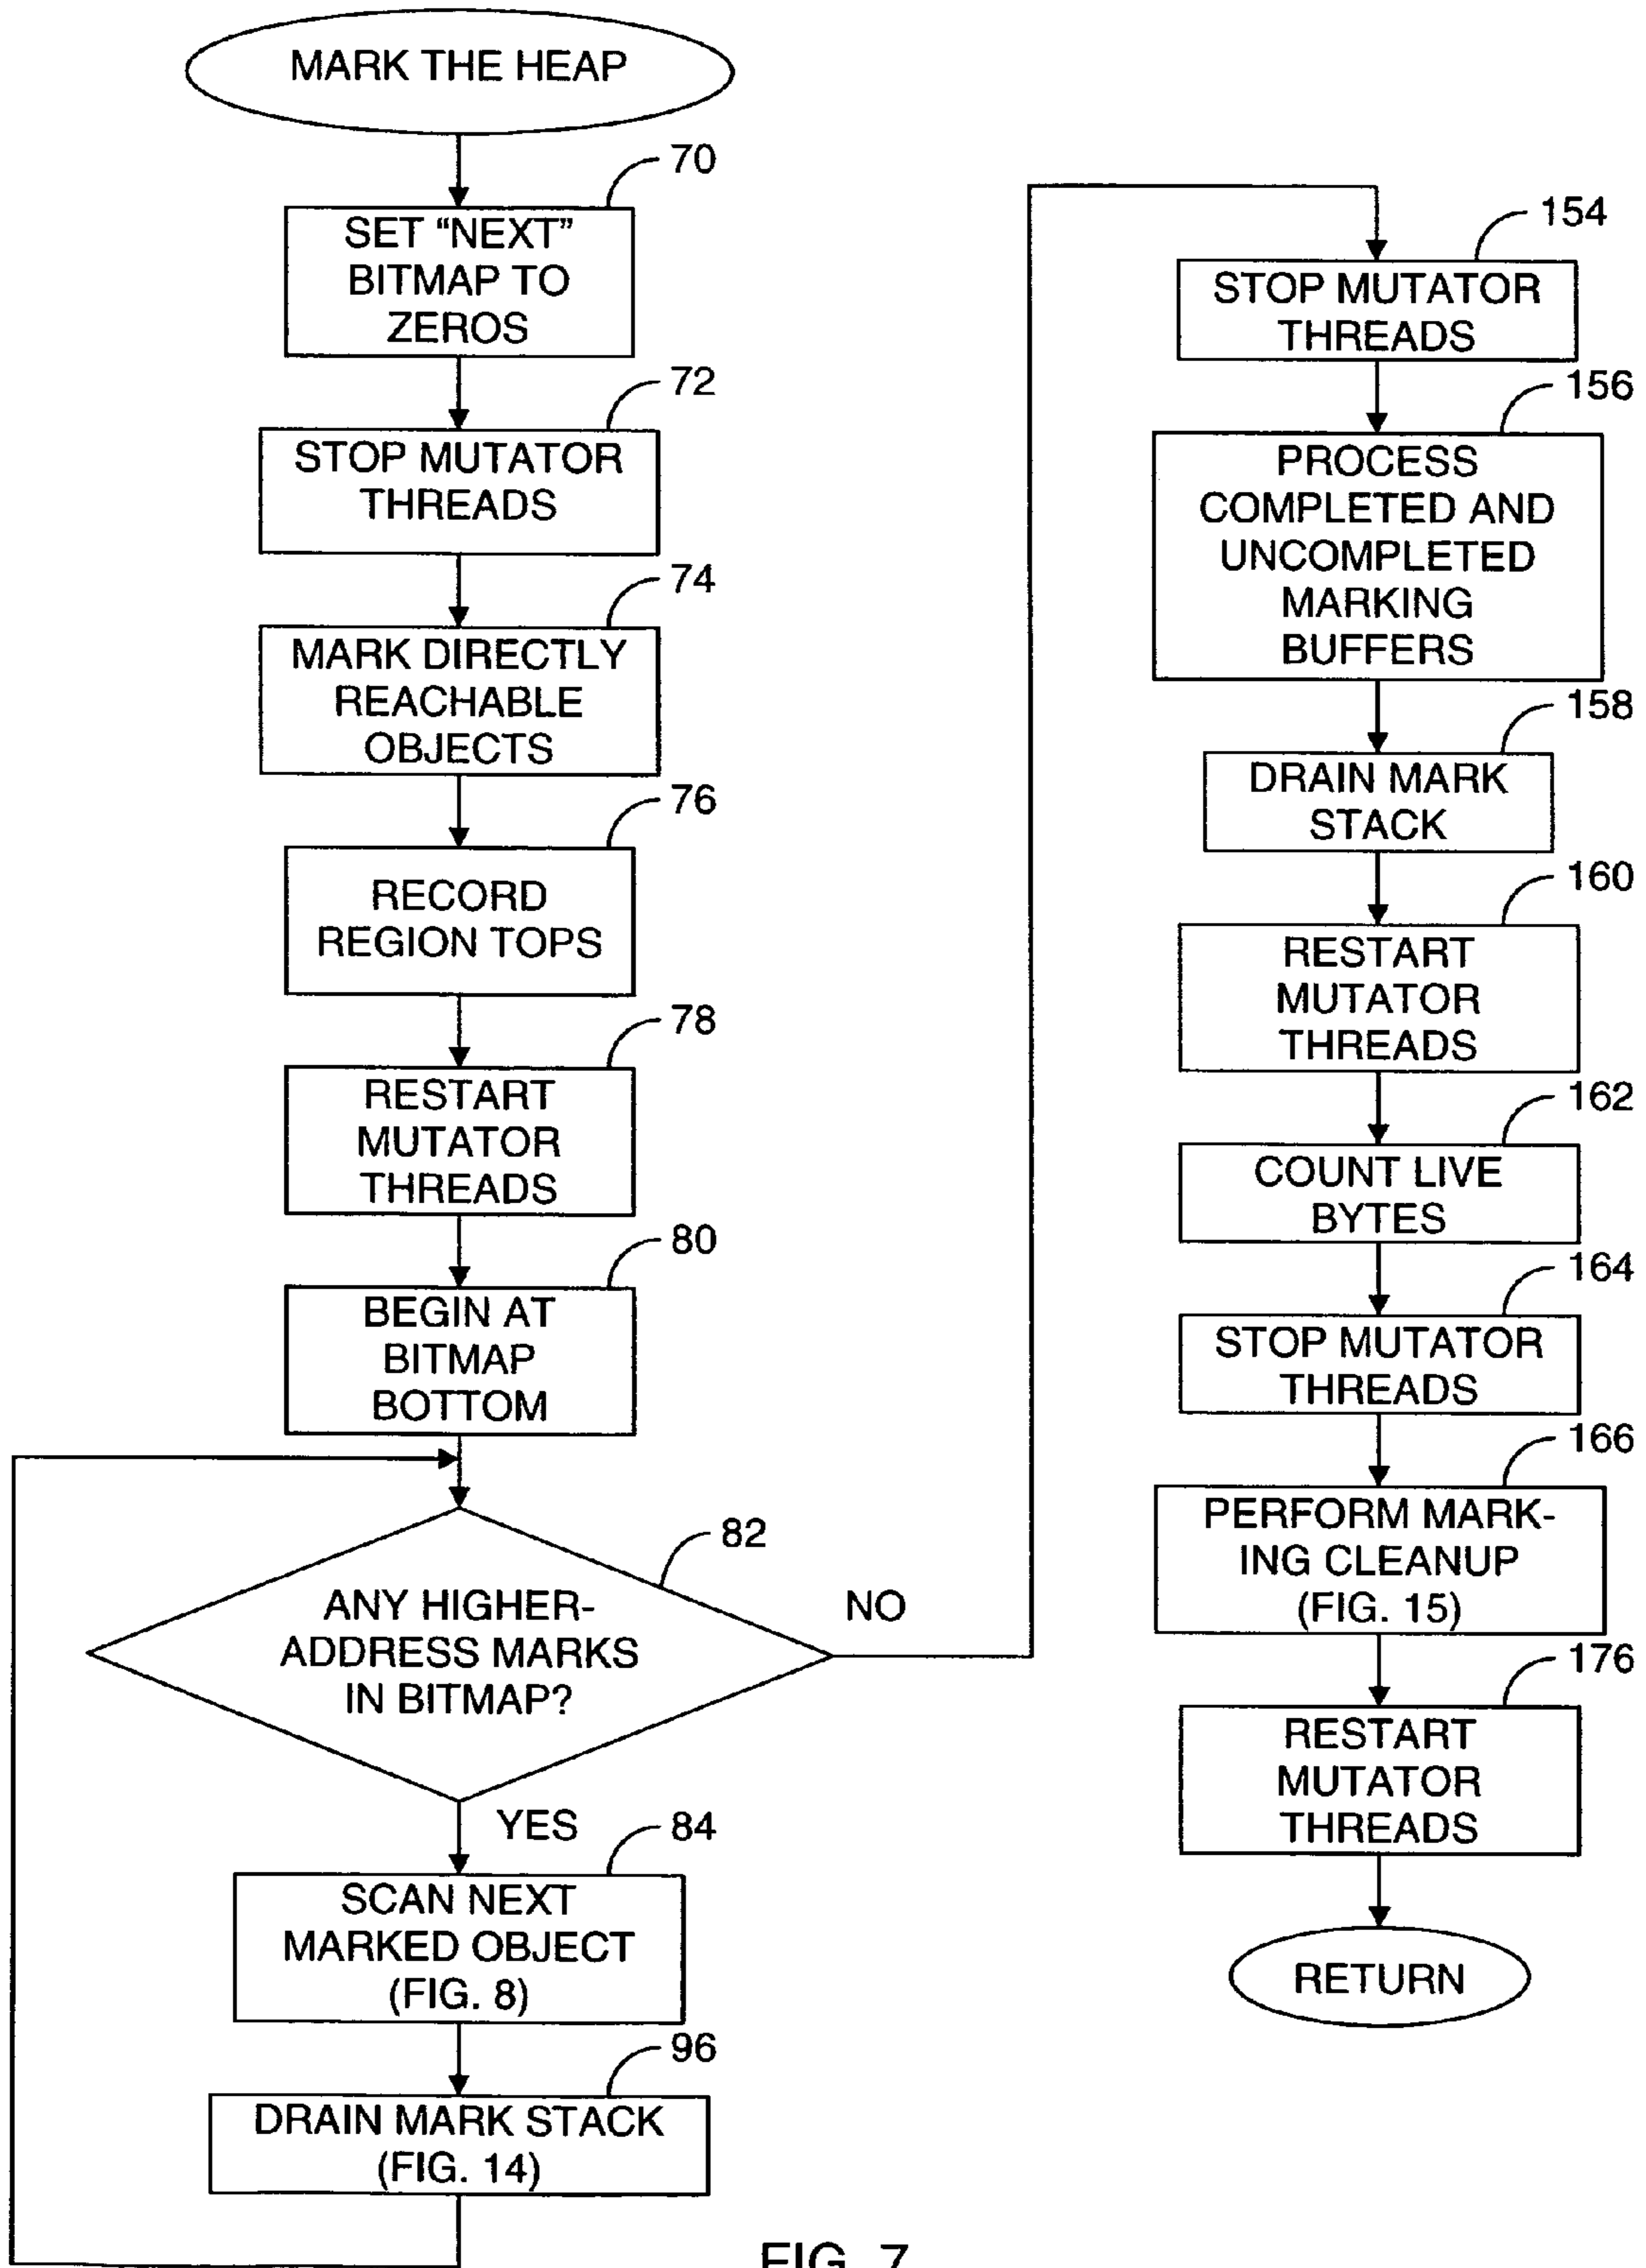 MARK THE HEAP
70
SET “NEXT”
BITMAP TO
ZEROS
72
STOP MUTATOR
THREADS
74
MARK DIRECTLY
REACHABLE
OBJECTS
76
RECORD
REGION TOPS
78
RESTART
MUTATOR
THREADS
80
BEGIN AT
BITMAP
BOTTOM
82
ANY HIGHER-
ADDRESS MARKS
IN BITMAP?
NO
YES
84
SCAN NEXT
MARKED OBJECT
(FIG. 8)
96
DRAIN MARK STACK
(FIG. 14)
154
STOP MUTATOR
THREADS
156
PROCESS
COMPLETED AND
UNCOMPLETED
MARKING
BUFFERS
158
DRAIN MARK
STACK
160
RESTART
MUTATOR
THREADS
162
COUNT LIVE
BYTES
164
STOP MUTATOR
THREADS
166
PERFORM MARK-
ING CLEANUP
(FIG. 15)
176
RESTART
MUTATOR
THREADS
RETURN
FIG. 7